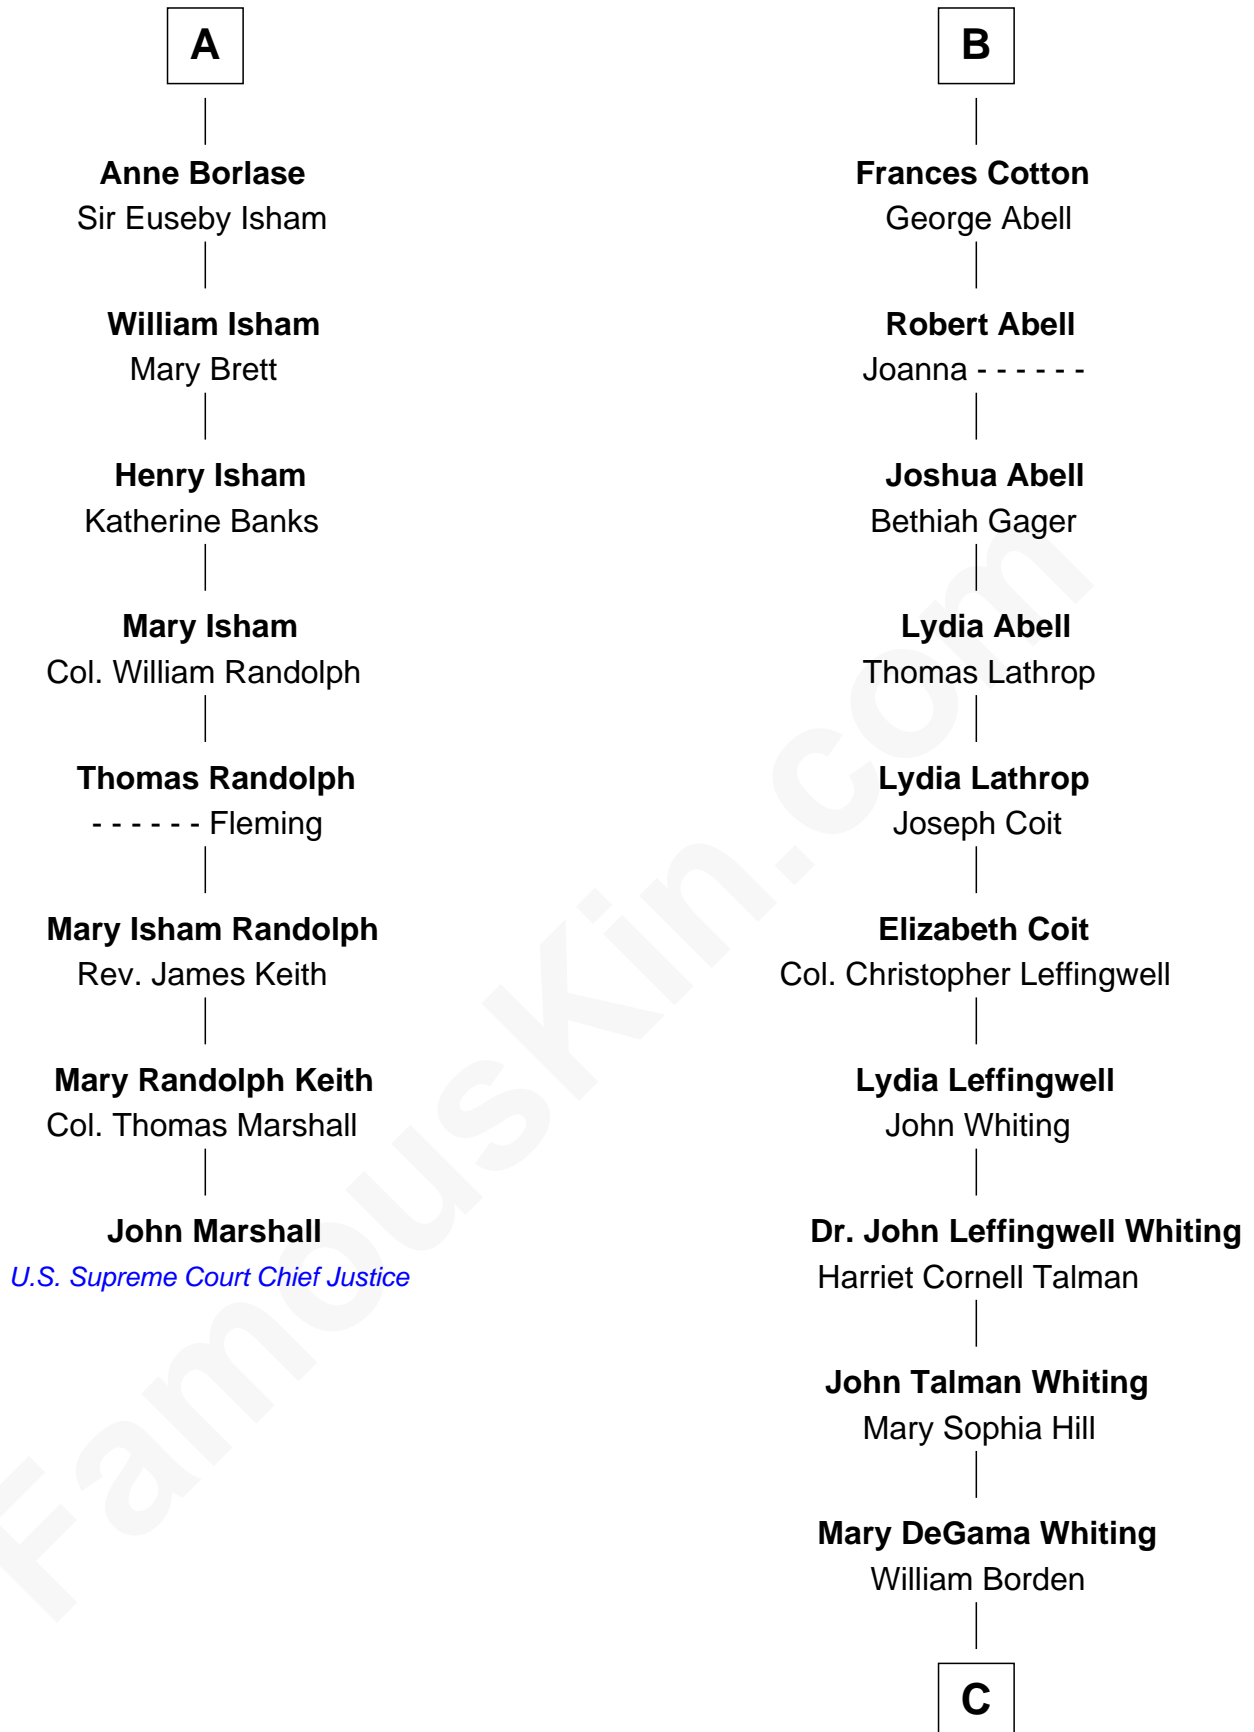 A
Anne Borlase
Sir Euseby Isham
William Isham
Mary Brett
Henry Isham
Katherine Banks
Mary Isham
Col. William Randolph
Thomas Randolph
- - - - - - Fleming
Mary Isham Randolph
Rev. James Keith
Mary Randolph Keith
Col. Thomas Marshall
John Marshall
U.S. Supreme Court Chief Justice
B
Frances Cotton
George Abell
Robert Abell
Joanna - - - - - -
Joshua Abell
Bethiah Gager
Lydia Abell
Thomas Lathrop
Lydia Lathrop
Joseph Coit
Elizabeth Coit
Col. Christopher Leffingwell
Lydia Leffingwell
John Whiting
Dr. John Leffingwell Whiting
Harriet Cornell Talman
John Talman Whiting
Mary Sophia Hill
Mary DeGama Whiting
William Borden
C
FamousKin.com